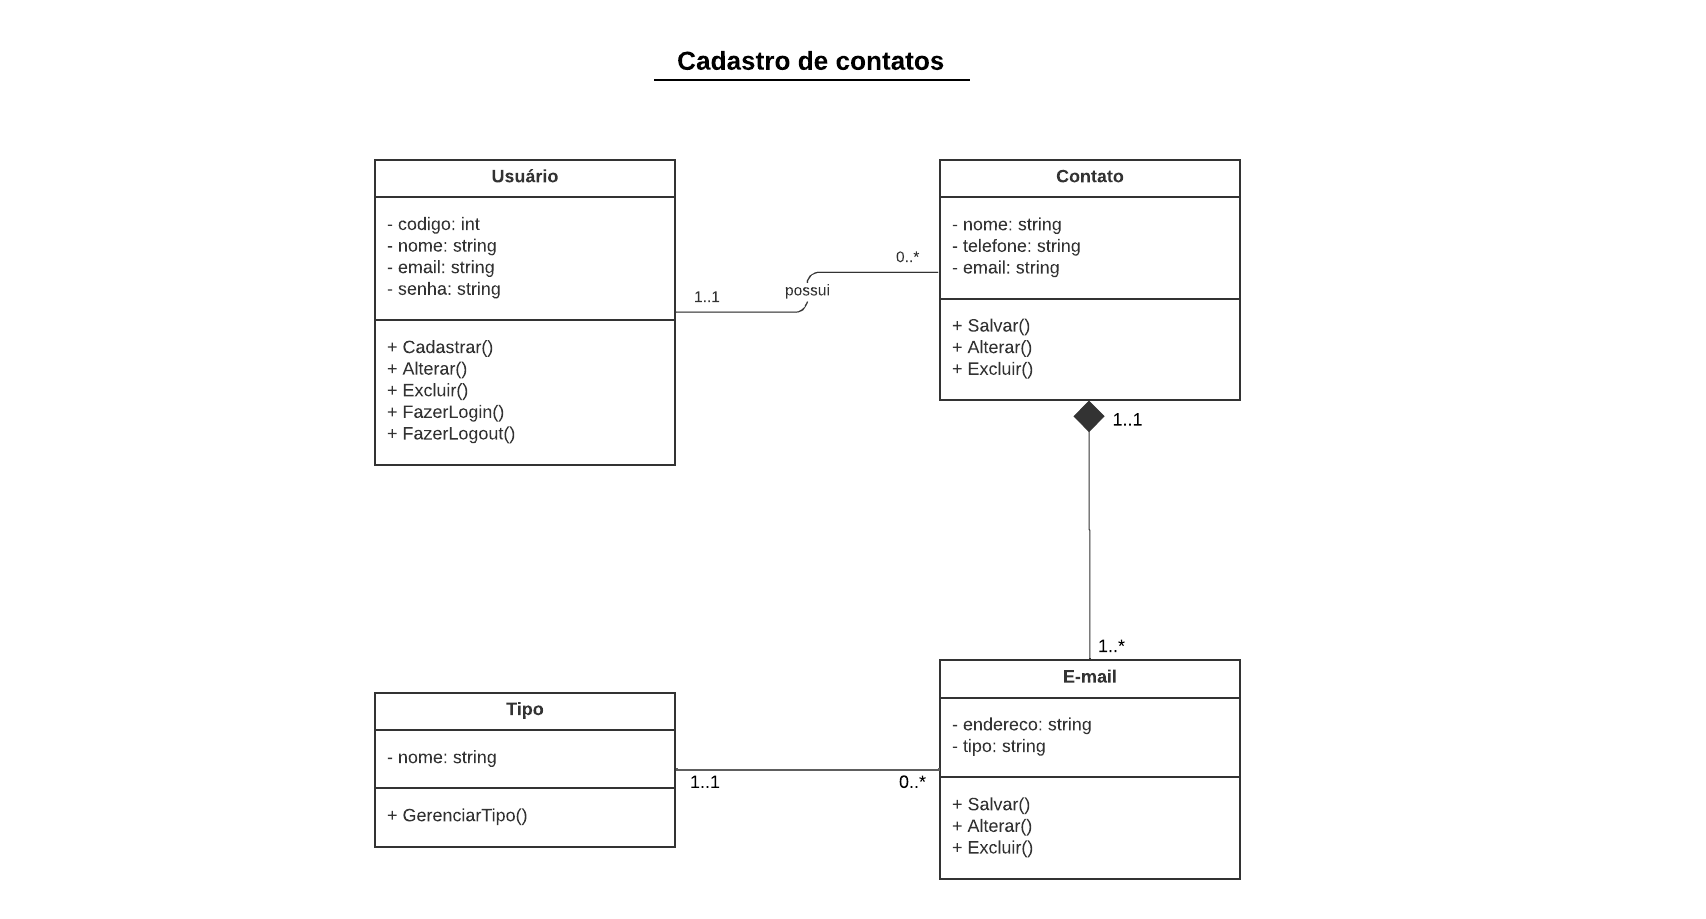 Cadastro de contatos
Usuário
- codigo: int
- nome: string
- email: string
- senha: string
+ Cadastrar()
+ Alterar()
+ Excluir()
+ FazerLogin()
+ FazerLogout()
1..1
possui
0..*
Contato
- nome: string
- telefone: string
- email: string
+ Salvar()
+ Alterar()
+ Excluir()
1..1
1..*
E-mail
- endereco: string
- tipo: string
+ Salvar()
+ Alterar()
+ Excluir()
Tipo
- nome: string
+ GerenciarTipo()
1..1
0..*